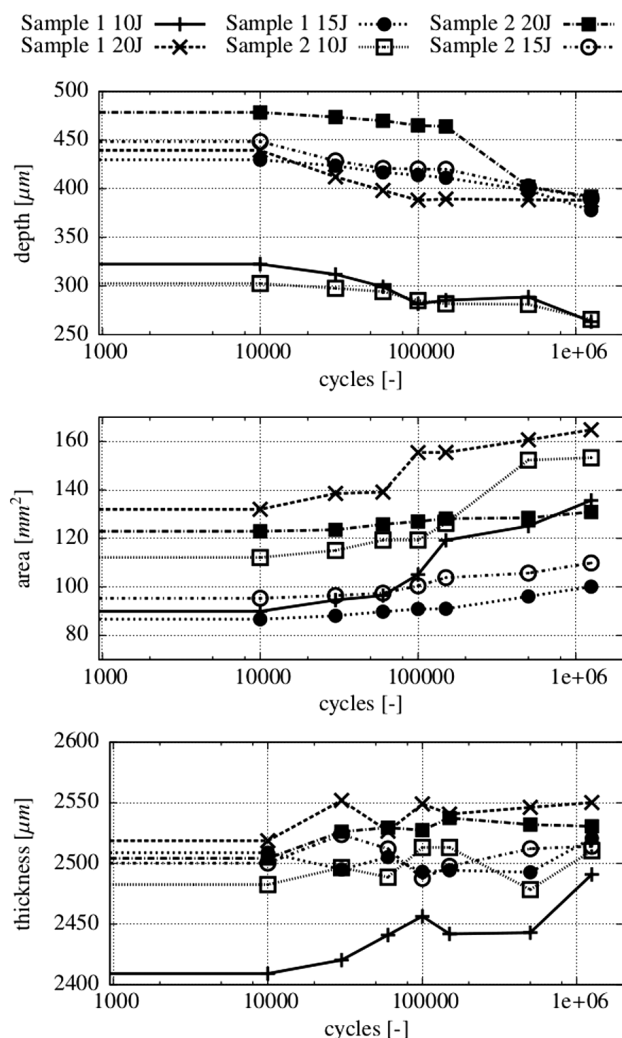 Sample 1 10J Sample 1 15J Sample 2 20J
Sample 1 20J Sample 2 10J Sample 2 15J
500
450
400
350
300
250
depth [μm]
1000 10000 100000 1e+06
cycles [-]
160
140
120
100
80
area [mm²]
1000 10000 100000 1e+06
cycles [-]
2600
2550
2500
2450
2400
thickness [μm]
1000 10000 100000 1e+06
cycles [-]